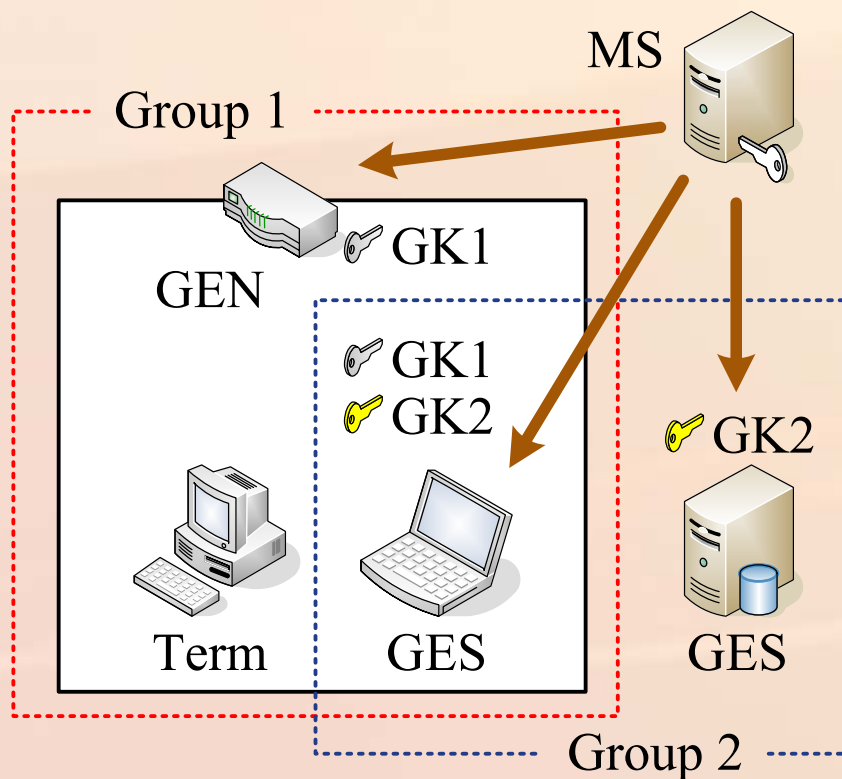 MS
Group 1
GK1
GEN
GK1
GK2
GK2
Term
GES
GES
Group 2